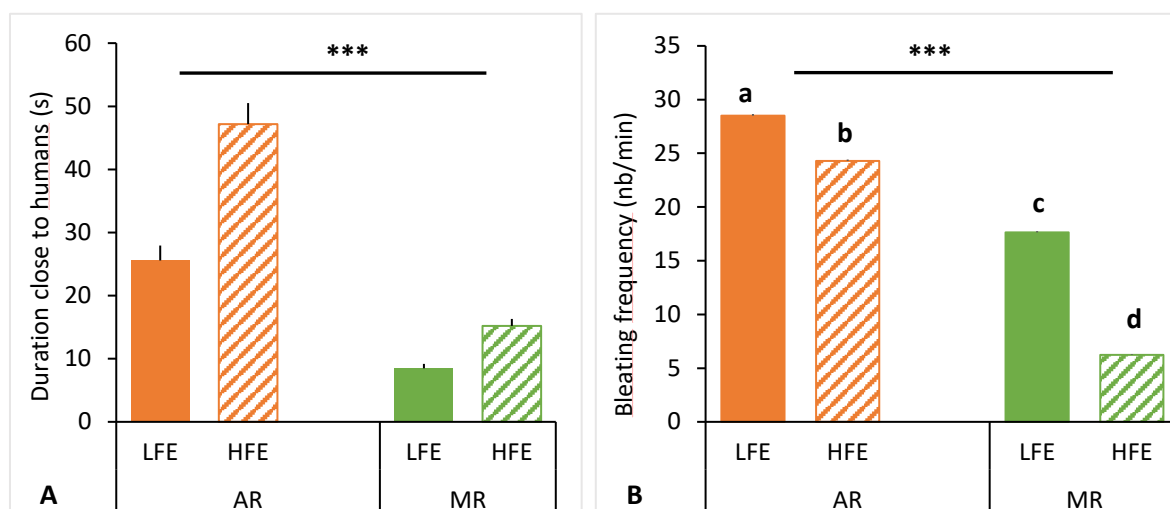 60
50
40
30
20
10
0
Duration close to humans (s)
***
LFE HFE LFE HFE
AR MR
A
35
30
25
20
15
10
5
0
Bleating frequency (nb/min)
***
a
b
c
d
LFE HFE LFE HFE
AR MR
B